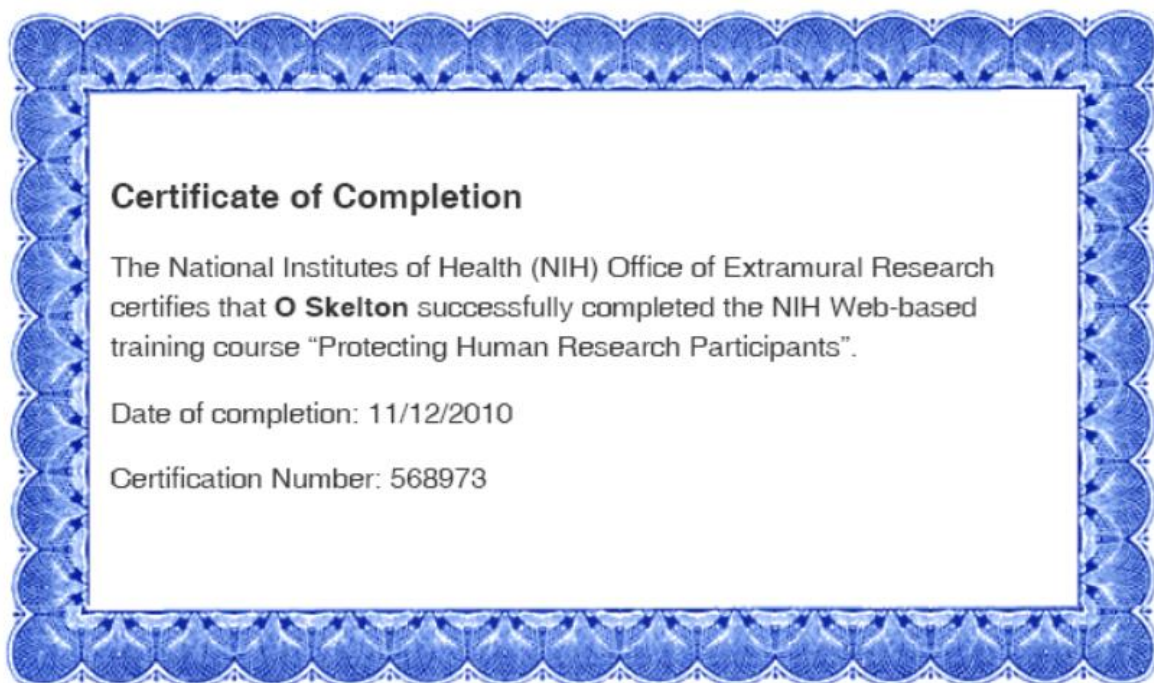 Certificate of Completion
The National Institutes of Health (NIH) Office of Extramural Research
certifies that O Skelton successfully completed the NIH Web-based
training course “Protecting Human Research Participants”.
Date of completion: 11/12/2010
Certification Number: 568973